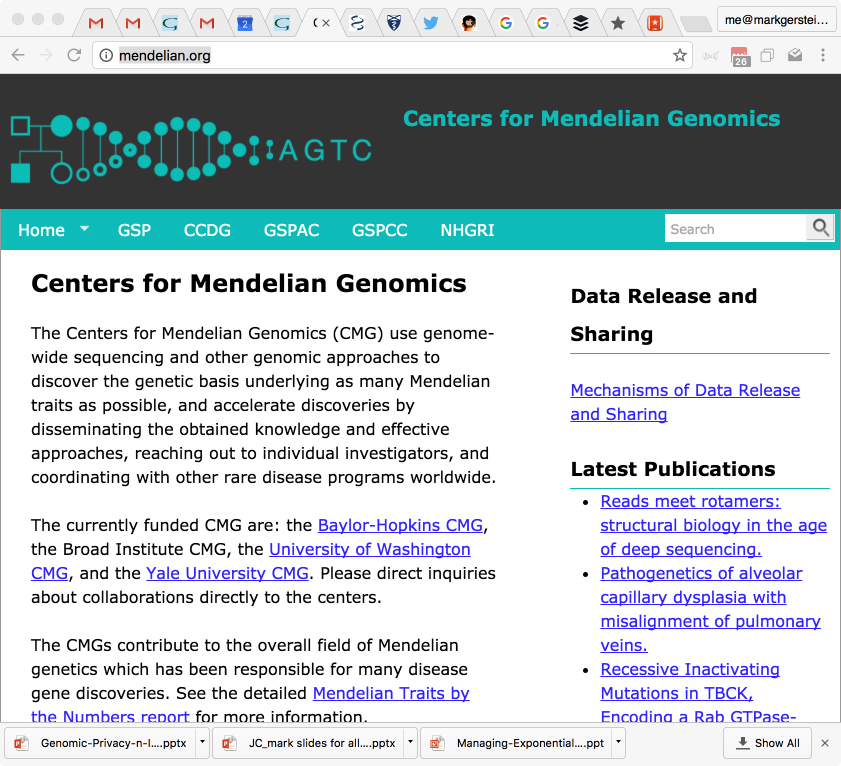 2
C
me@markgerstei...
mendelian.org
26
AGTC
Centers for Mendelian Genomics
Home
GSP
CCDG
GSPAC
GSPCC
NHGRI
Search
Centers for Mendelian Genomics
The Centers for Mendelian Genomics (CMG) use genome-
wide sequencing and other genomic approaches to
discover the genetic basis underlying as many Mendelian
traits as possible, and accelerate discoveries by
disseminating the obtained knowledge and effective
approaches, reaching out to individual investigators, and
coordinating with other rare disease programs worldwide.
The currently funded CMG are: the Baylor-Hopkins CMG,
the Broad Institute CMG, the University of Washington
CMG, and the Yale University CMG. Please direct inquiries
about collaborations directly to the centers.
The CMGs contribute to the overall field of Mendelian
genetics which has been responsible for many disease
gene discoveries. See the detailed Mendelian Traits by
the Numbers report for more information.
Data Release and
Sharing
Mechanisms of Data Release
and Sharing
Latest Publications
Reads meet rotamers:
structural biology in the age
of deep sequencing.
Pathogenetics of alveolar
capillary dysplasia with
misalignment of pulmonary
veins.
Recessive Inactivating
Mutations in TBCK,
Encoding a Rab GTPase-
Genomic-Privacy-n-I....pptx
JC_mark slides for all....pptx
Managing-Exponential....ppt
Show All